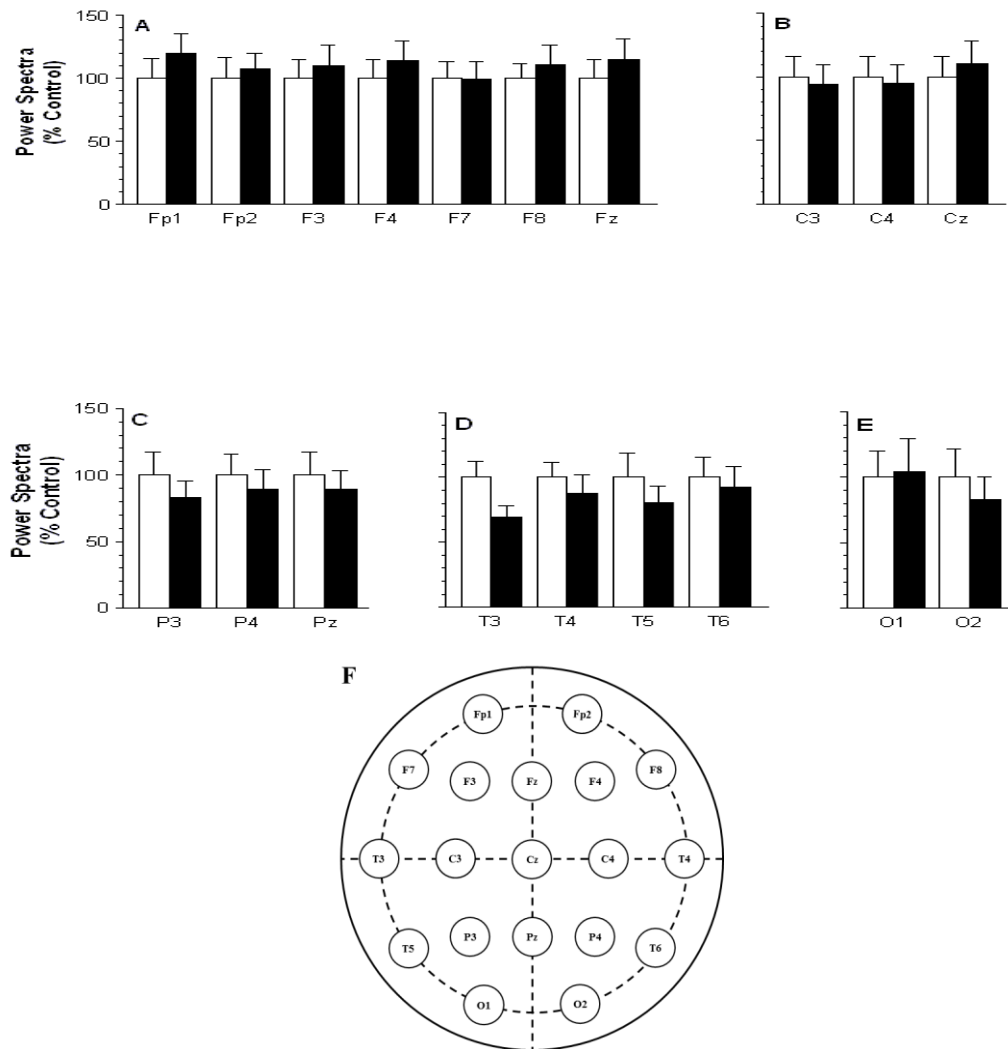 A
B
Power Spectra
(% Control)
150
100
50
0
Fp1 Fp2 F3 F4 F7 F8 Fz
C3 C4 Cz
C
D
E
Power Spectra
(% Control)
150
100
50
0
P3 P4 Pz
T3 T4 T5 T6
O1 O2
F
Fp1 Fp2
F7 F3 Fz F4 F8
T3 C3 Cz C4 T4
T5 P3 Pz P4 T6
O1 O2